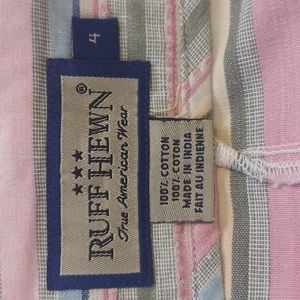 4
RUFF HEWN®
True American Wear
100% COTTON
100% COTON
MADE IN INDIA
FAIT AU INDIENNE